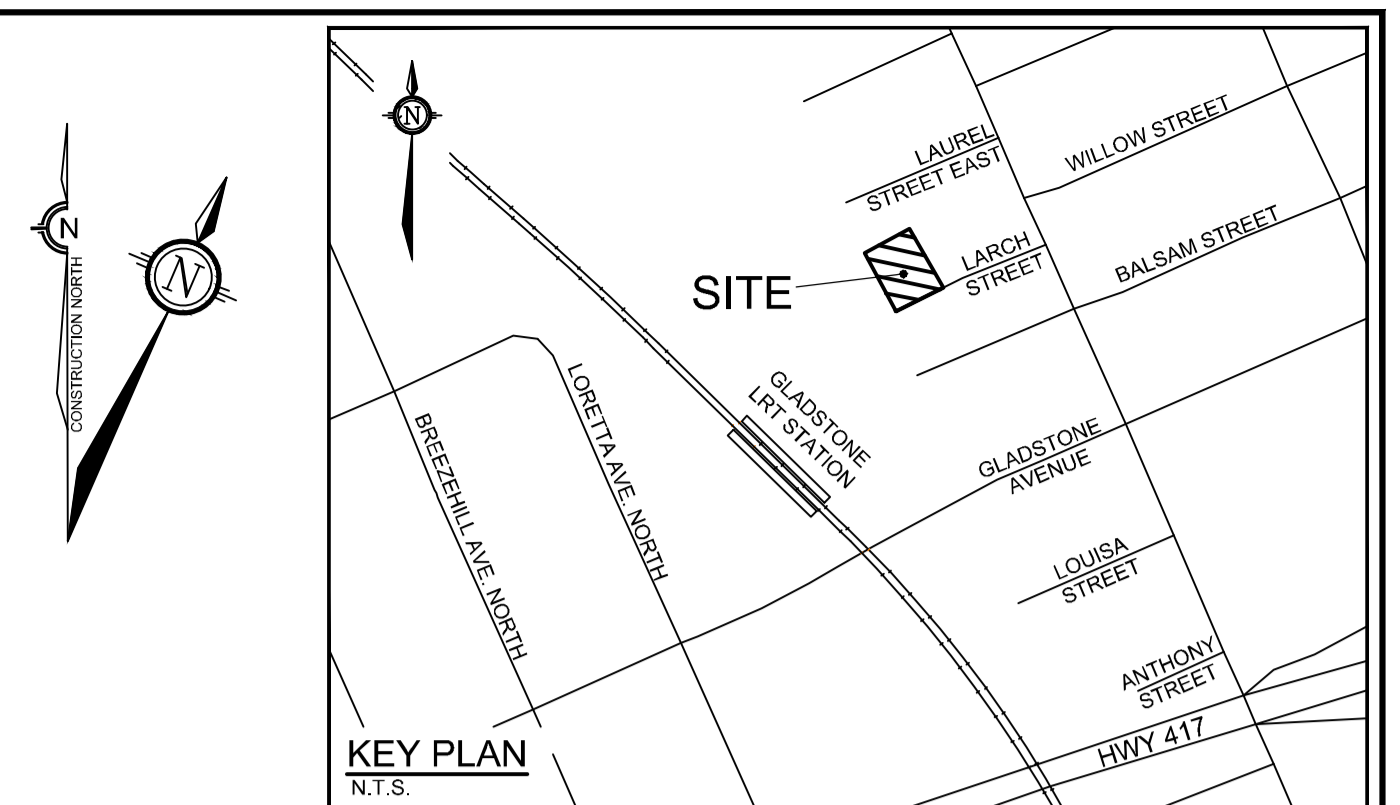 N
LAUREL
STREET EAST
WILLOW STREET
N
CONSTRUCTION NORTH
N
LARCH
STREET
BALSAM STREET
SITE
GLADSTONE
LRT STATION
LORETTA AVE. NORTH
BREEZEHILL AVE. NORTH
GLADSTONE
AVENUE
LOUISA
STREET
ANTHONY
STREET
HWY 417
KEY PLAN
N.T.S.